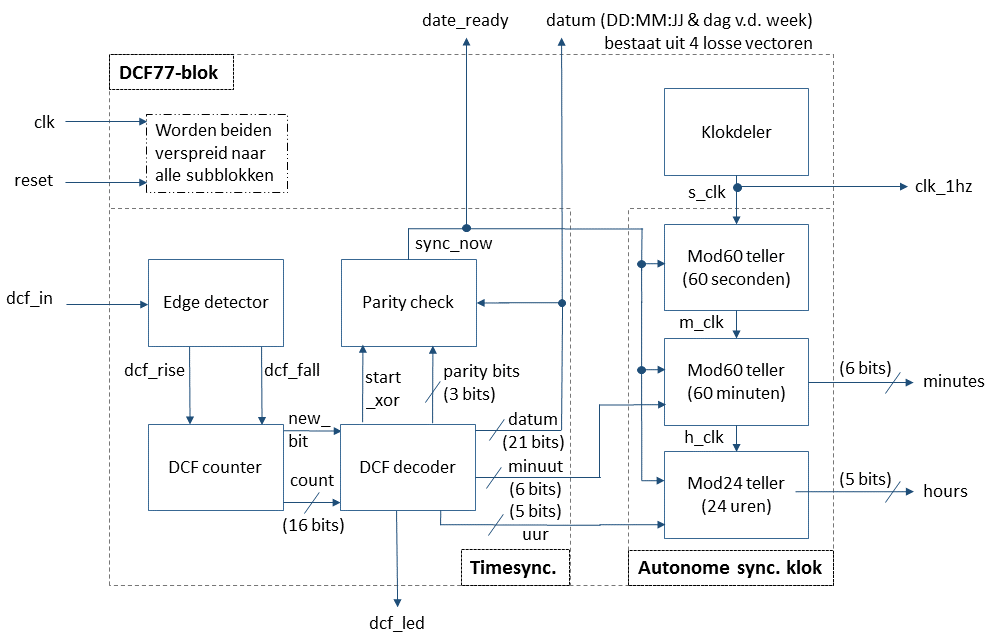 date_ready
datum (DD:MM:JJ & dag v.d. week)
bestaat uit 4 losse vectoren
DCF77-blok
clk
reset
Worden beiden
verspreid naar
alle subblokken
Klokdeler
s_clk
clk_1hz
sync_now
Mod60 teller
(60 seconden)
dcf_in
Edge detector
Parity check
m_clk
dcf_rise
dcf_fall
start
_xor
parity bits
(3 bits)
Mod60 teller
(60 minuten)
(6 bits)
minutes
new_
bit
datum
(21 bits)
h_clk
DCF counter
DCF decoder
count
(16 bits)
minuut
(6 bits)
(5 bits)
uur
Mod24 teller
(24 uren)
(5 bits)
hours
Timesync.
Autonome sync. klok
dcf_led